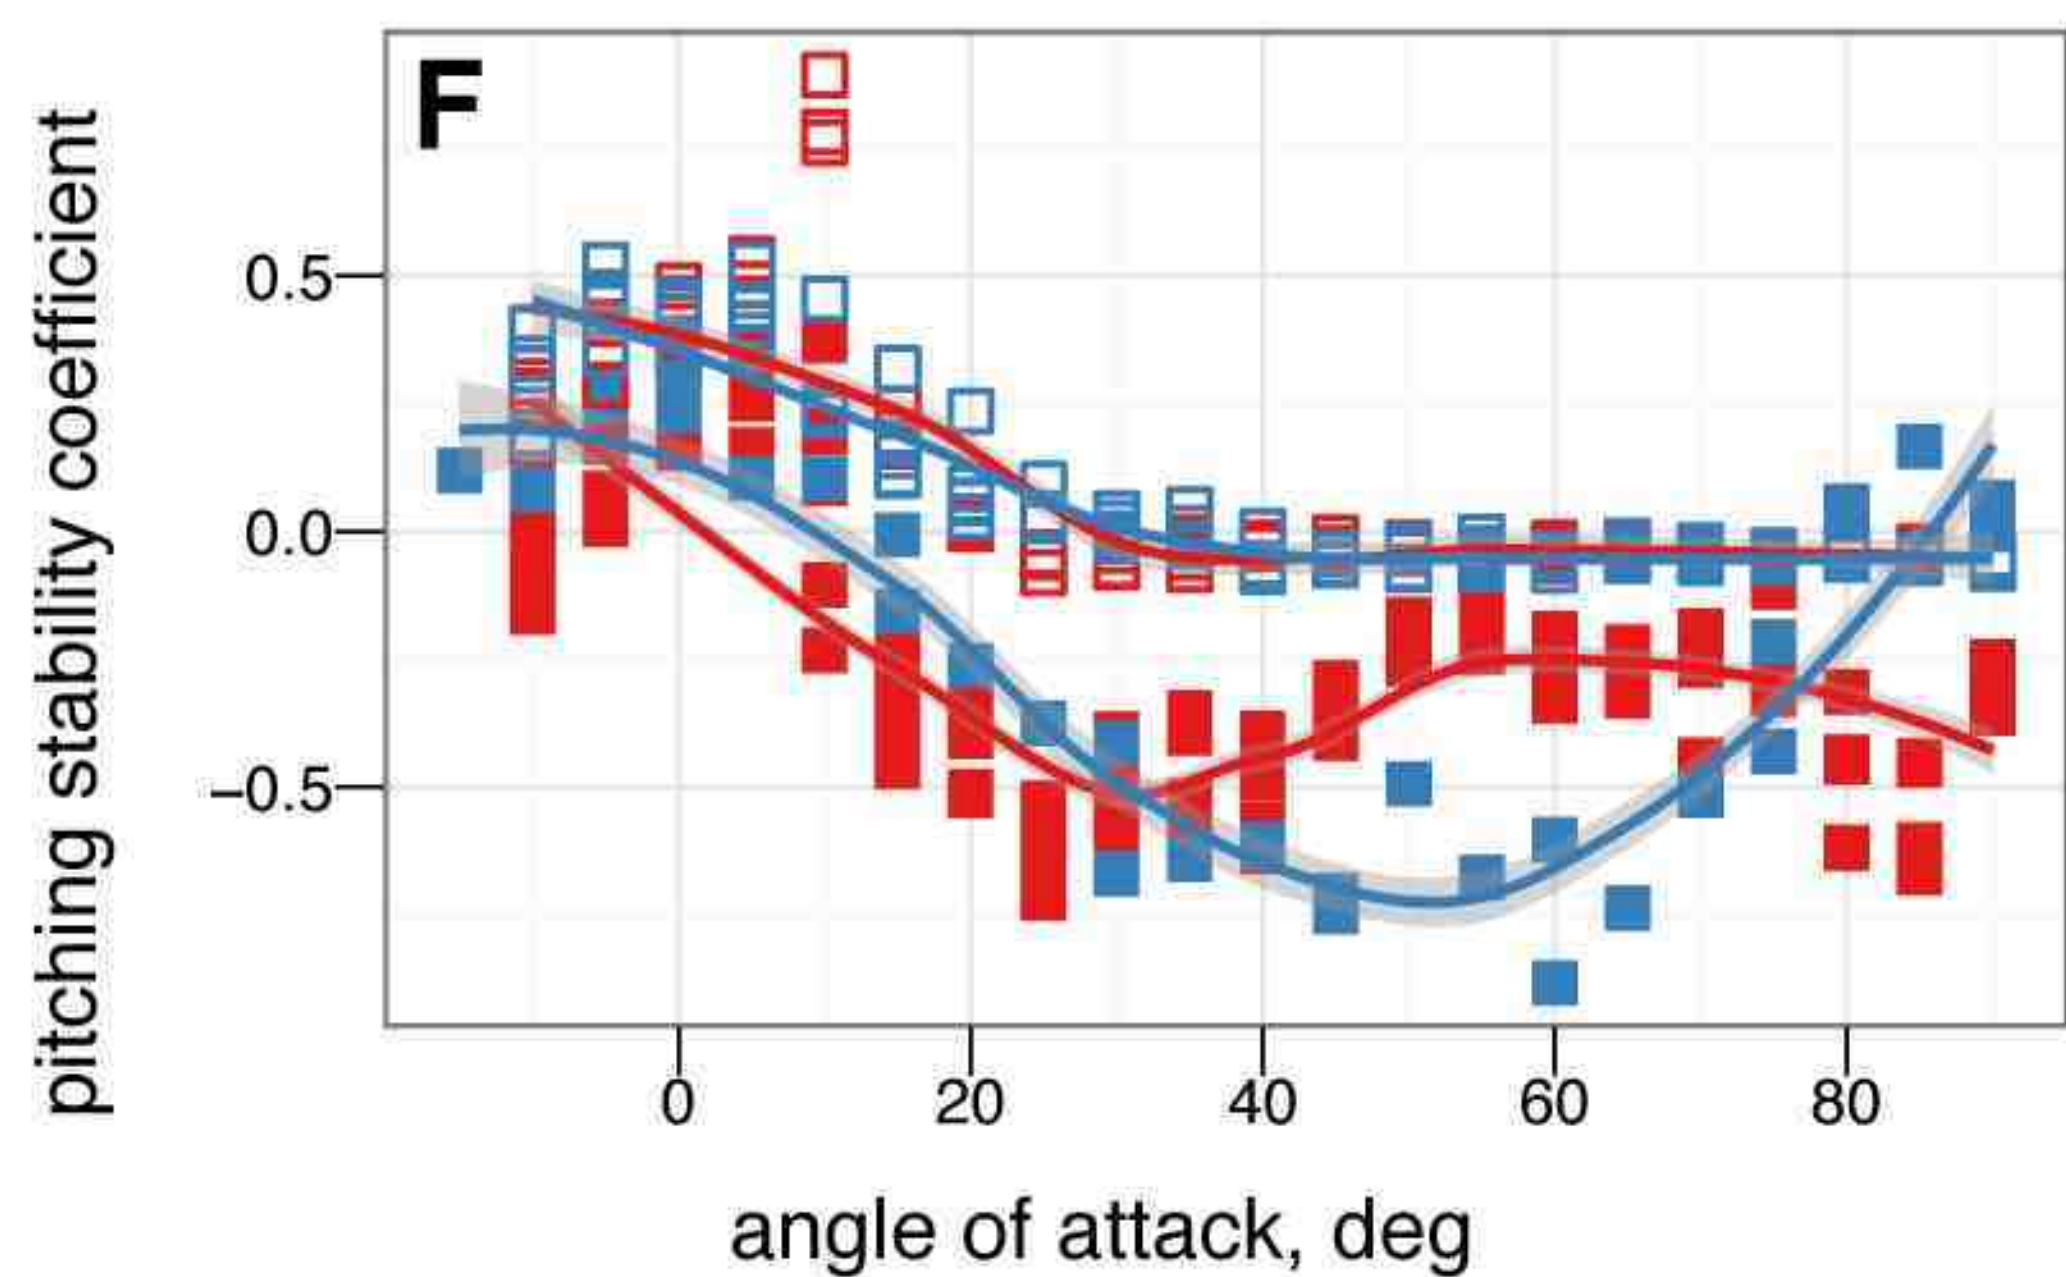 F
pitching stability coefficient
0.5
0.0
−0.5
0 20 40 60 80
angle of attack, deg